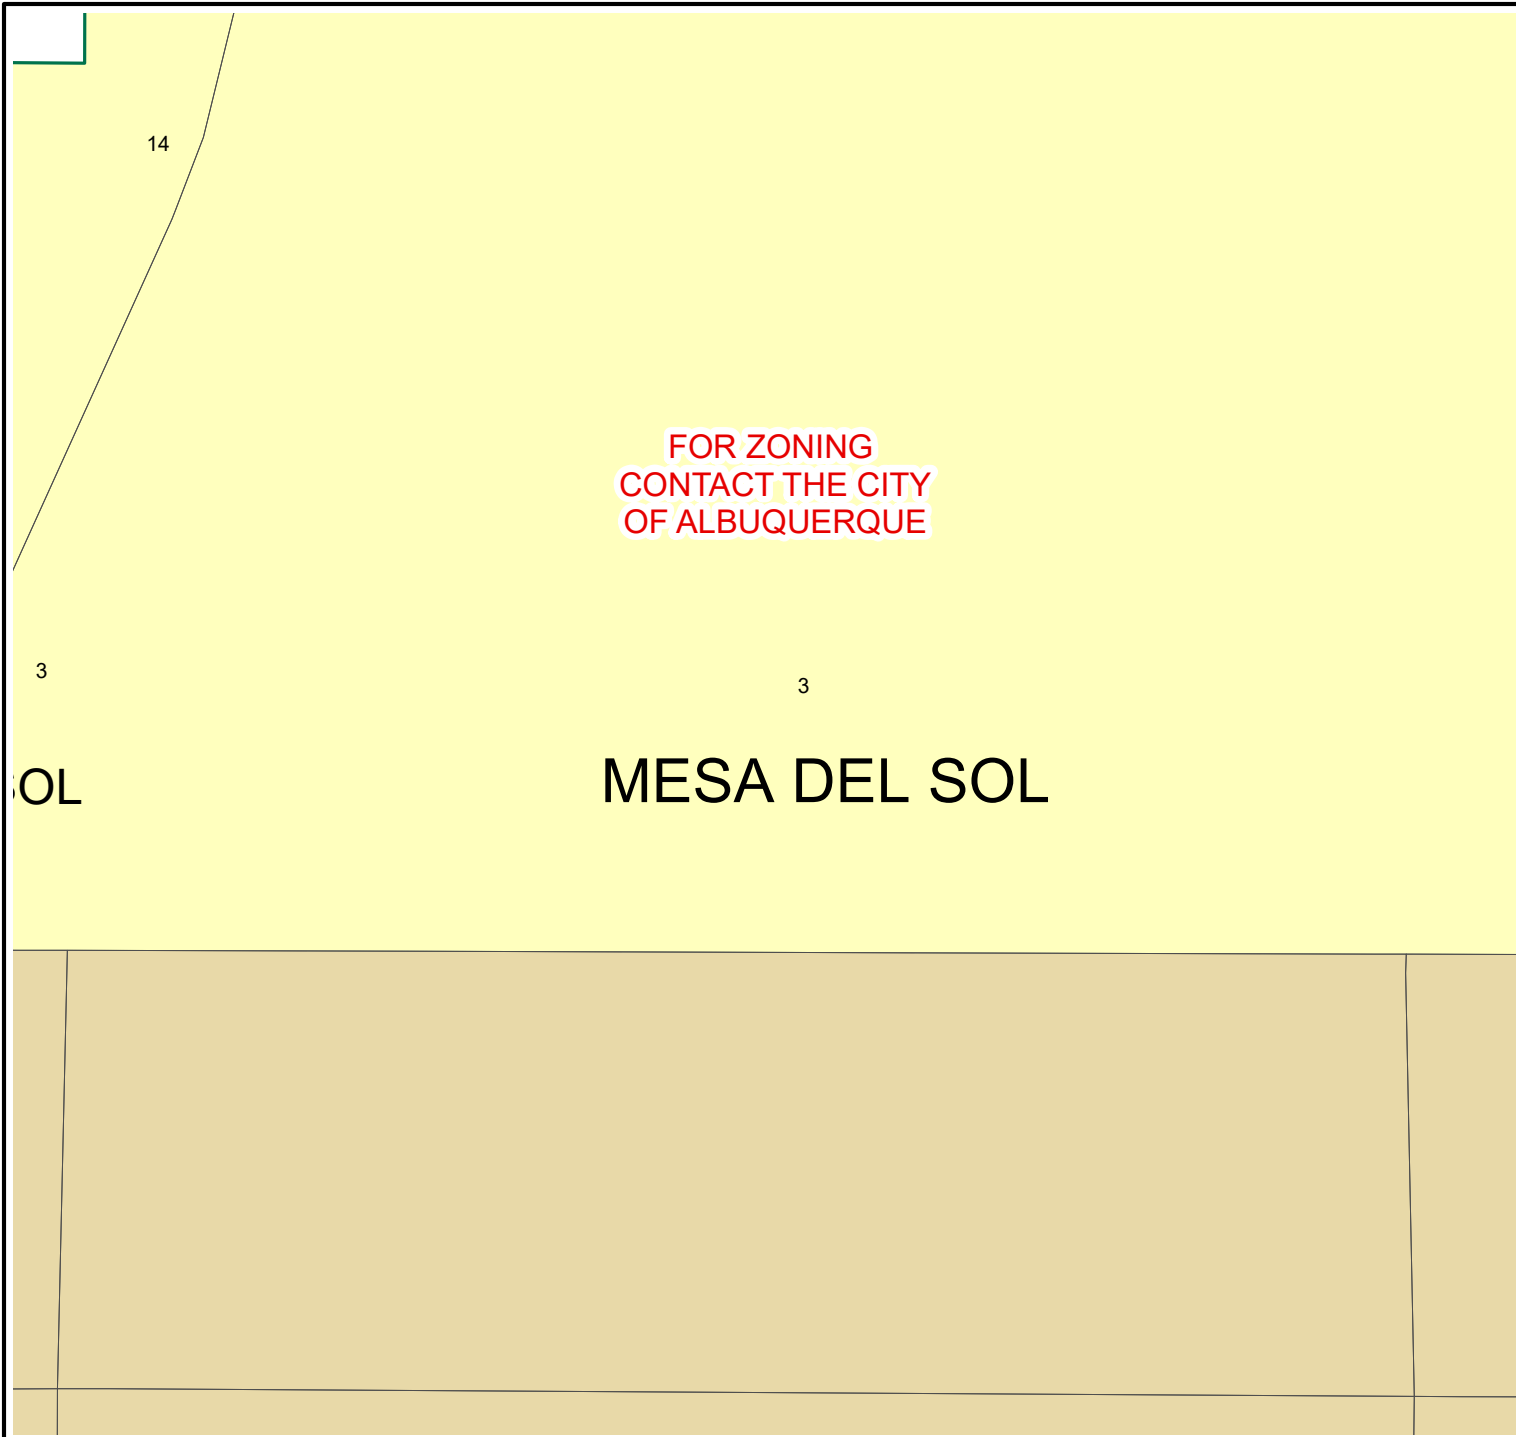 14
FOR ZONING
CONTACT THE CITY
OF ALBUQUERQUE
3
3
MESA DEL SOL
OL